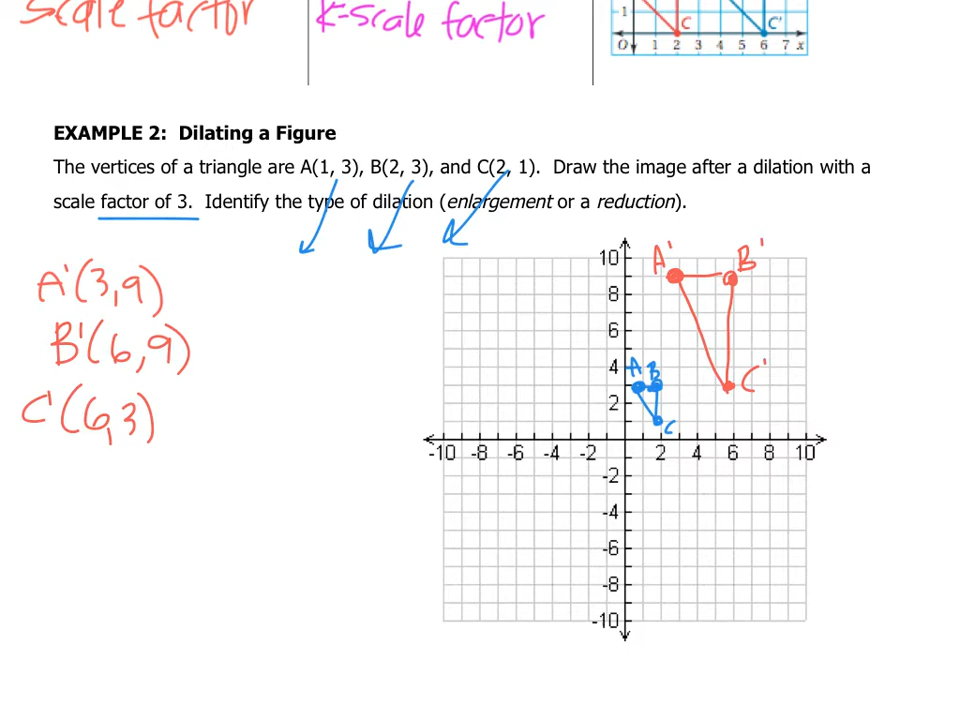 scale factor
k-scale factor
1
C
C'
O 1 2 3 4 5 6 7 x
EXAMPLE 2: Dilating a Figure
The vertices of a triangle are A(1, 3), B(2, 3), and C(2, 1). Draw the image after a dilation with a
scale factor of 3. Identify the type of dilation (enlargement or a reduction).
A'(3,9)
B'(6,9)
C'(6,3)
A' B'
10
8
6
4 A B
C'
2
C
-10 -8 -6 -4 -2 2 4 6 8 10
-2
-4
-6
-8
-10